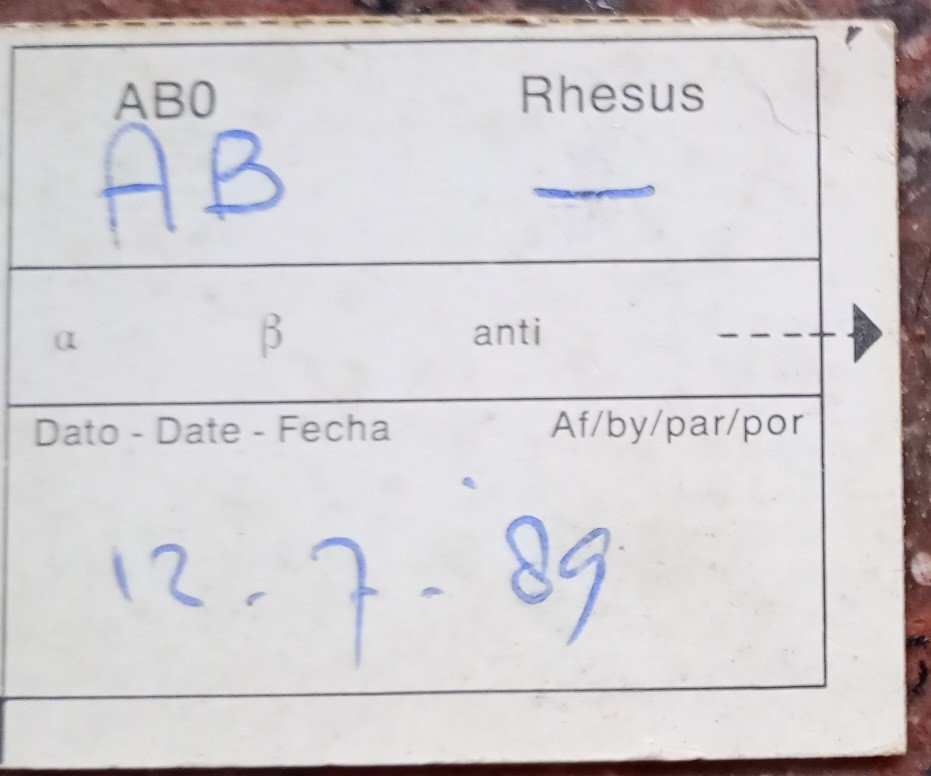 AB0 Rhesus
AB —
α β anti
Dato - Date - Fecha Af/by/par/por
12 . 7 - 89